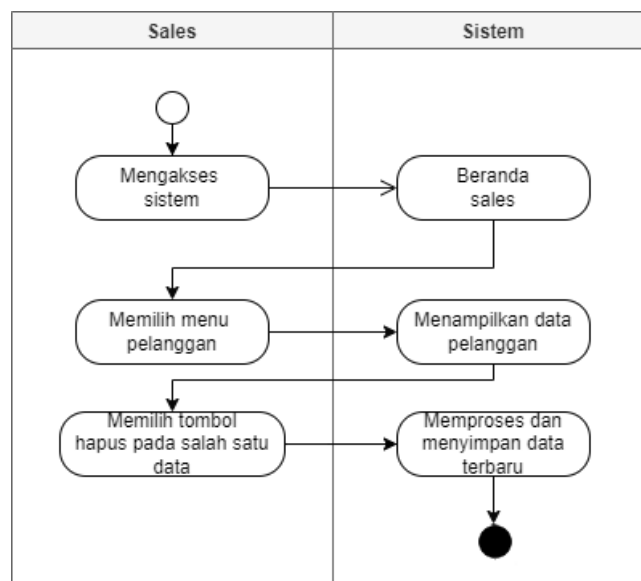 Sales
Sistem
Mengakses
sistem
Beranda
sales
Memilih menu
pelanggan
Menampilkan data
pelanggan
Memilih tombol
hapus pada salah satu
data
Memproses dan
menyimpan data
terbaru